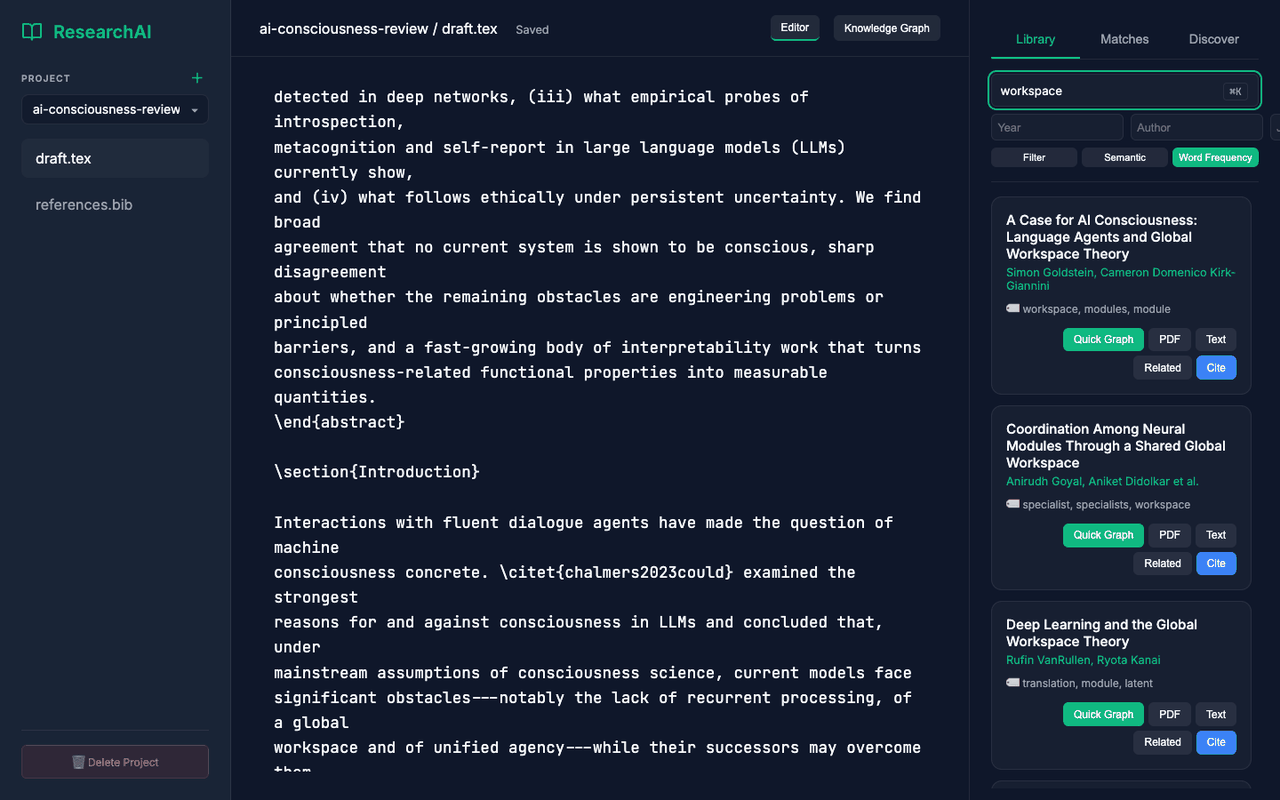 ResearchAI
PROJECT
+
ai-consciousness-review
draft.tex
references.bib
Delete Project
ai-consciousness-review / draft.tex
Saved
Editor
Knowledge Graph
detected in deep networks, (iii) what empirical probes of
introspection,
metacognition and self-report in large language models (LLMs)
currently show,
and (iv) what follows ethically under persistent uncertainty. We find
broad
agreement that no current system is shown to be conscious, sharp
disagreement
about whether the remaining obstacles are engineering problems or
principled
barriers, and a fast-growing body of interpretability work that turns
consciousness-related functional properties into measurable
quantities.
\end{abstract}
\section{Introduction}
Interactions with fluent dialogue agents have made the question of
machine
consciousness concrete. \citet{chalmers2023could} examined the
strongest
reasons for and against consciousness in LLMs and concluded that,
under
mainstream assumptions of consciousness science, current models face
significant obstacles---notably the lack of recurrent processing, of
a global
workspace and of unified agency---while their successors may overcome
them
Library
Matches
Discover
workspace
⌘K
Year
Author
Filter
Semantic
Word Frequency
A Case for AI Consciousness:
Language Agents and Global
Workspace Theory
Simon Goldstein, Cameron Domenico Kirk-
Giannini
workspace, modules, module
Quick Graph
PDF
Text
Related
Cite
Coordination Among Neural
Modules Through a Shared Global
Workspace
Anirudh Goyal, Aniket Didolkar et al.
specialist, specialists, workspace
Quick Graph
PDF
Text
Related
Cite
Deep Learning and the Global
Workspace Theory
Rufin VanRullen, Ryota Kanai
translation, module, latent
Quick Graph
PDF
Text
Related
Cite